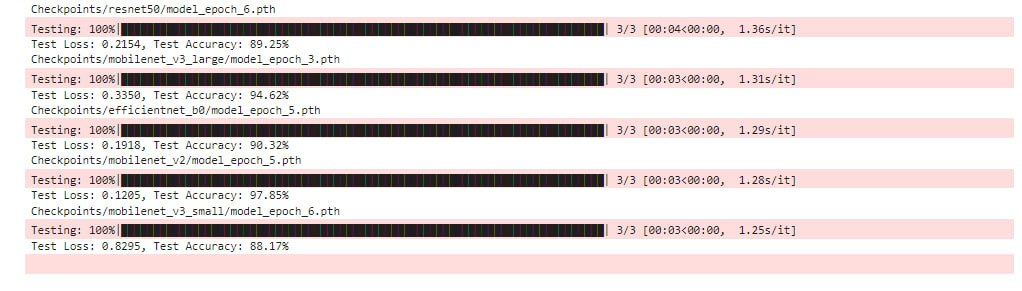 Checkpoints/resnet50/model_epoch_6.pth
Testing: 100%|██████████| 3/3 [00:04<00:00,  1.36s/it]
Test Loss: 0.2154, Test Accuracy: 89.25%
Checkpoints/mobilenet_v3_large/model_epoch_3.pth
Testing: 100%|██████████| 3/3 [00:03<00:00,  1.31s/it]
Test Loss: 0.3350, Test Accuracy: 94.62%
Checkpoints/efficientnet_b0/model_epoch_5.pth
Testing: 100%|██████████| 3/3 [00:03<00:00,  1.29s/it]
Test Loss: 0.1918, Test Accuracy: 90.32%
Checkpoints/mobilenet_v2/model_epoch_5.pth
Testing: 100%|██████████| 3/3 [00:03<00:00,  1.28s/it]
Test Loss: 0.1205, Test Accuracy: 97.85%
Checkpoints/mobilenet_v3_small/model_epoch_6.pth
Testing: 100%|██████████| 3/3 [00:03<00:00,  1.25s/it]
Test Loss: 0.8295, Test Accuracy: 88.17%